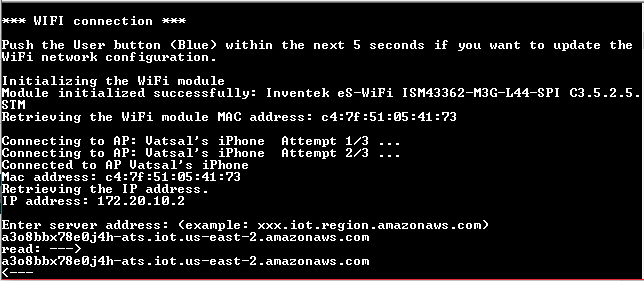 *** WIFI connection ***
Push the User button (Blue) within the next 5 seconds if you want to update the
WiFi network configuration.
Initializing the WiFi module
Module initialized successfully: Inventek eS-WiFi ISM43362-M3G-L44-SPI C3.5.2.5.
STM
Retrieving the WiFi module MAC address: c4:7f:51:05:41:73
Connecting to AP: Vatsal's iPhone  Attempt 1/3 ...
Connecting to AP: Vatsal's iPhone  Attempt 2/3 ...
Connected to AP Vatsal's iPhone
Mac address: c4:7f:51:05:41:73
Retrieving the IP address.
IP address: 172.20.10.2
Enter server address: (example: xxx.iot.region.amazonaws.com)
a3o8bbx78e0j4h-ats.iot.us-east-2.amazonaws.com
read: --->
a3o8bbx78e0j4h-ats.iot.us-east-2.amazonaws.com
<---